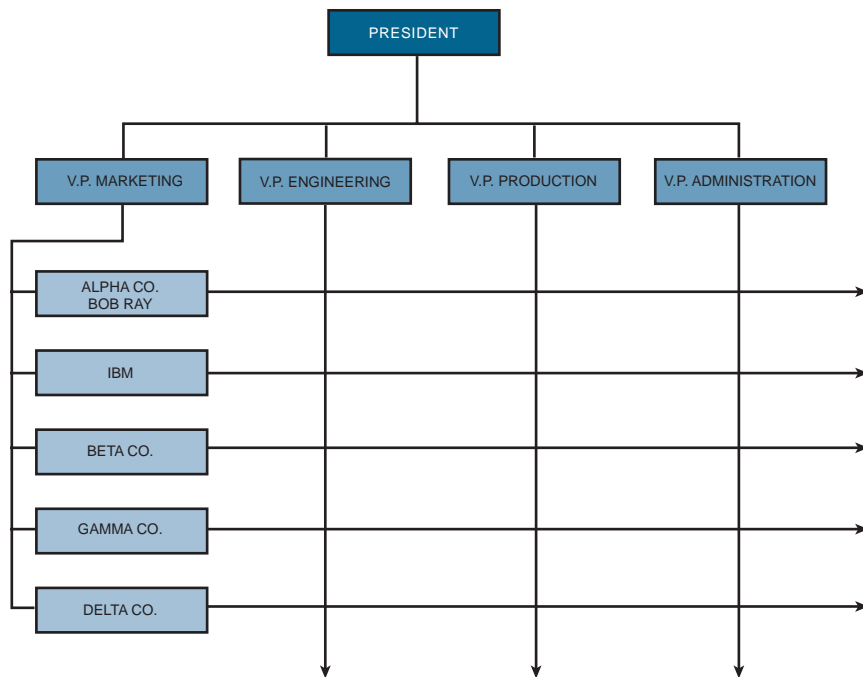 PRESIDENT
V.P. MARKETING
V.P. ENGINEERING
V.P. PRODUCTION
V.P. ADMINISTRATION
ALPHA CO.
BOB RAY
IBM
BETA CO.
GAMMA CO.
DELTA CO.